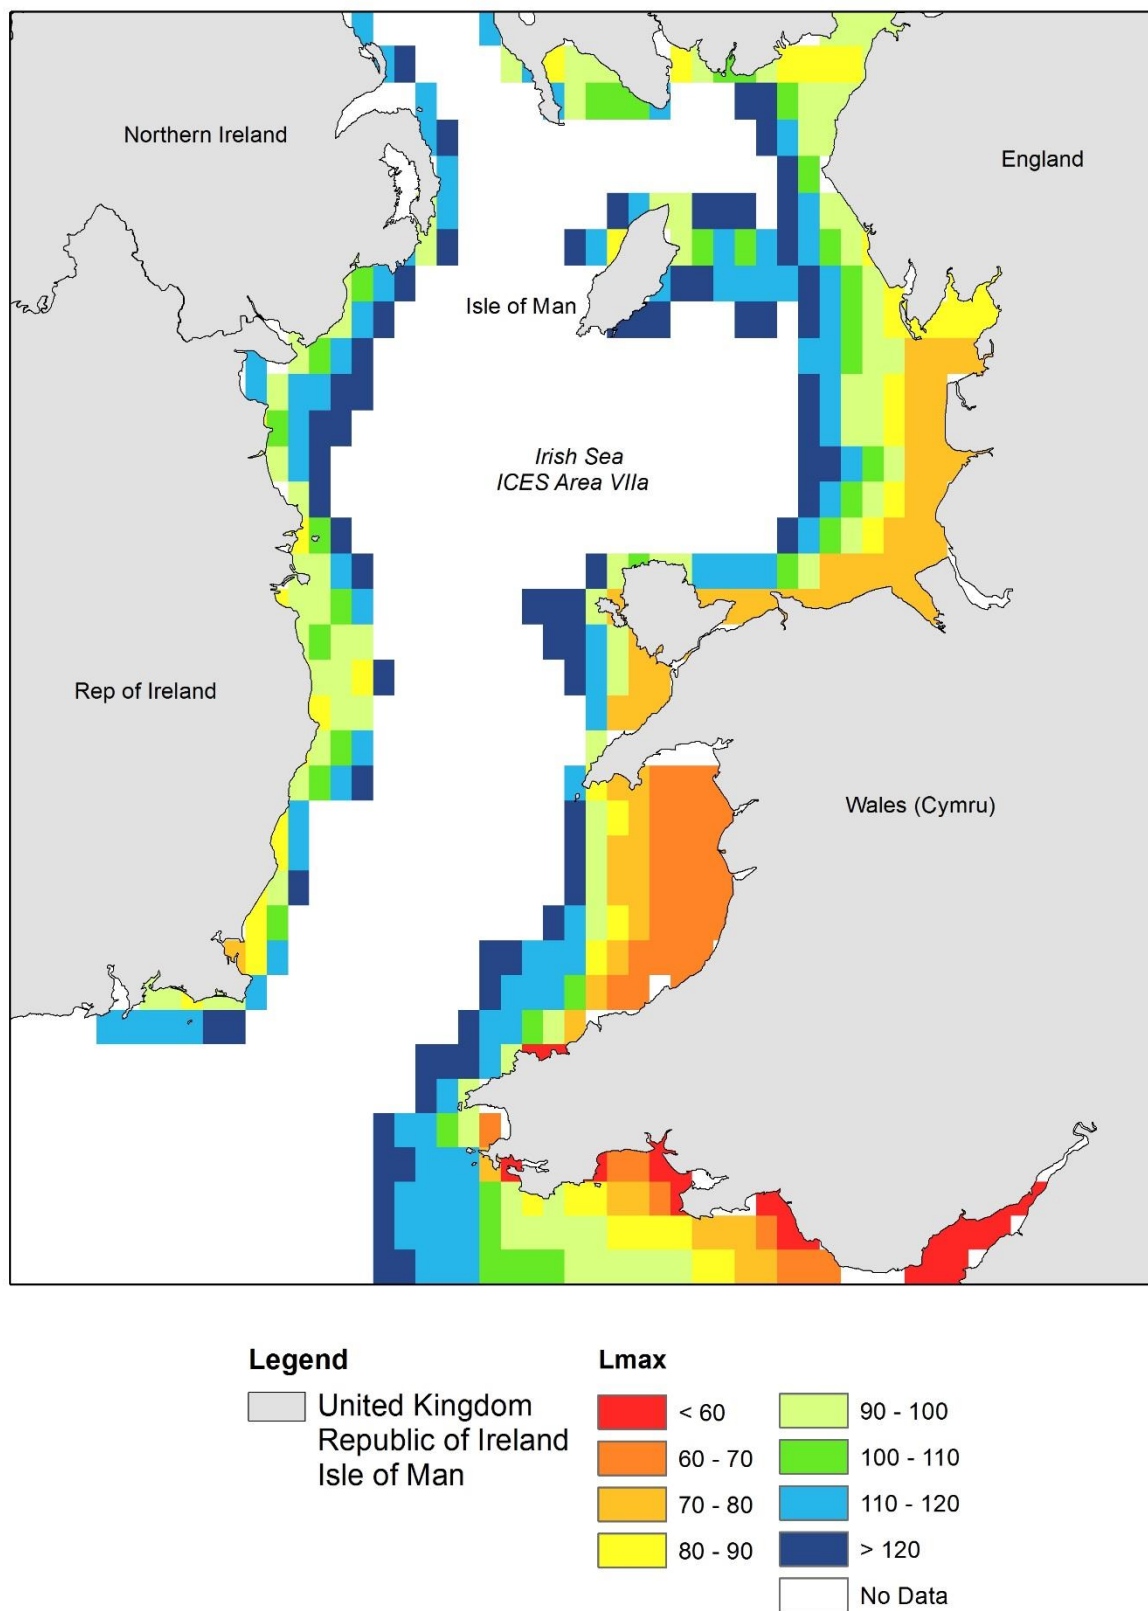 Northern Ireland
England
Isle of Man
Irish Sea
ICES Area VIIa
Rep of Ireland
Wales (Cymru)
Legend
United Kingdom
Republic of Ireland
Isle of Man
Lmax
< 60
60 - 70
70 - 80
80 - 90
90 - 100
100 - 110
110 - 120
> 120
No Data